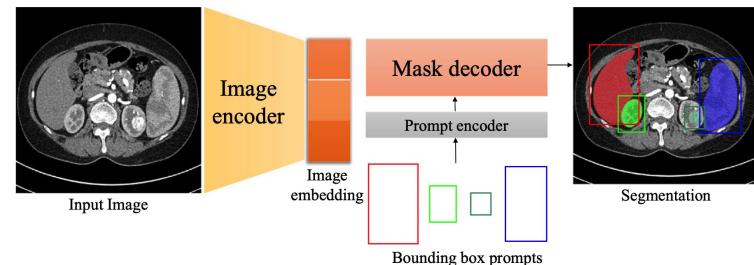 Image
encoder
Mask decoder
Prompt encoder
Input Image
Image
embedding
Bounding box prompts
Segmentation